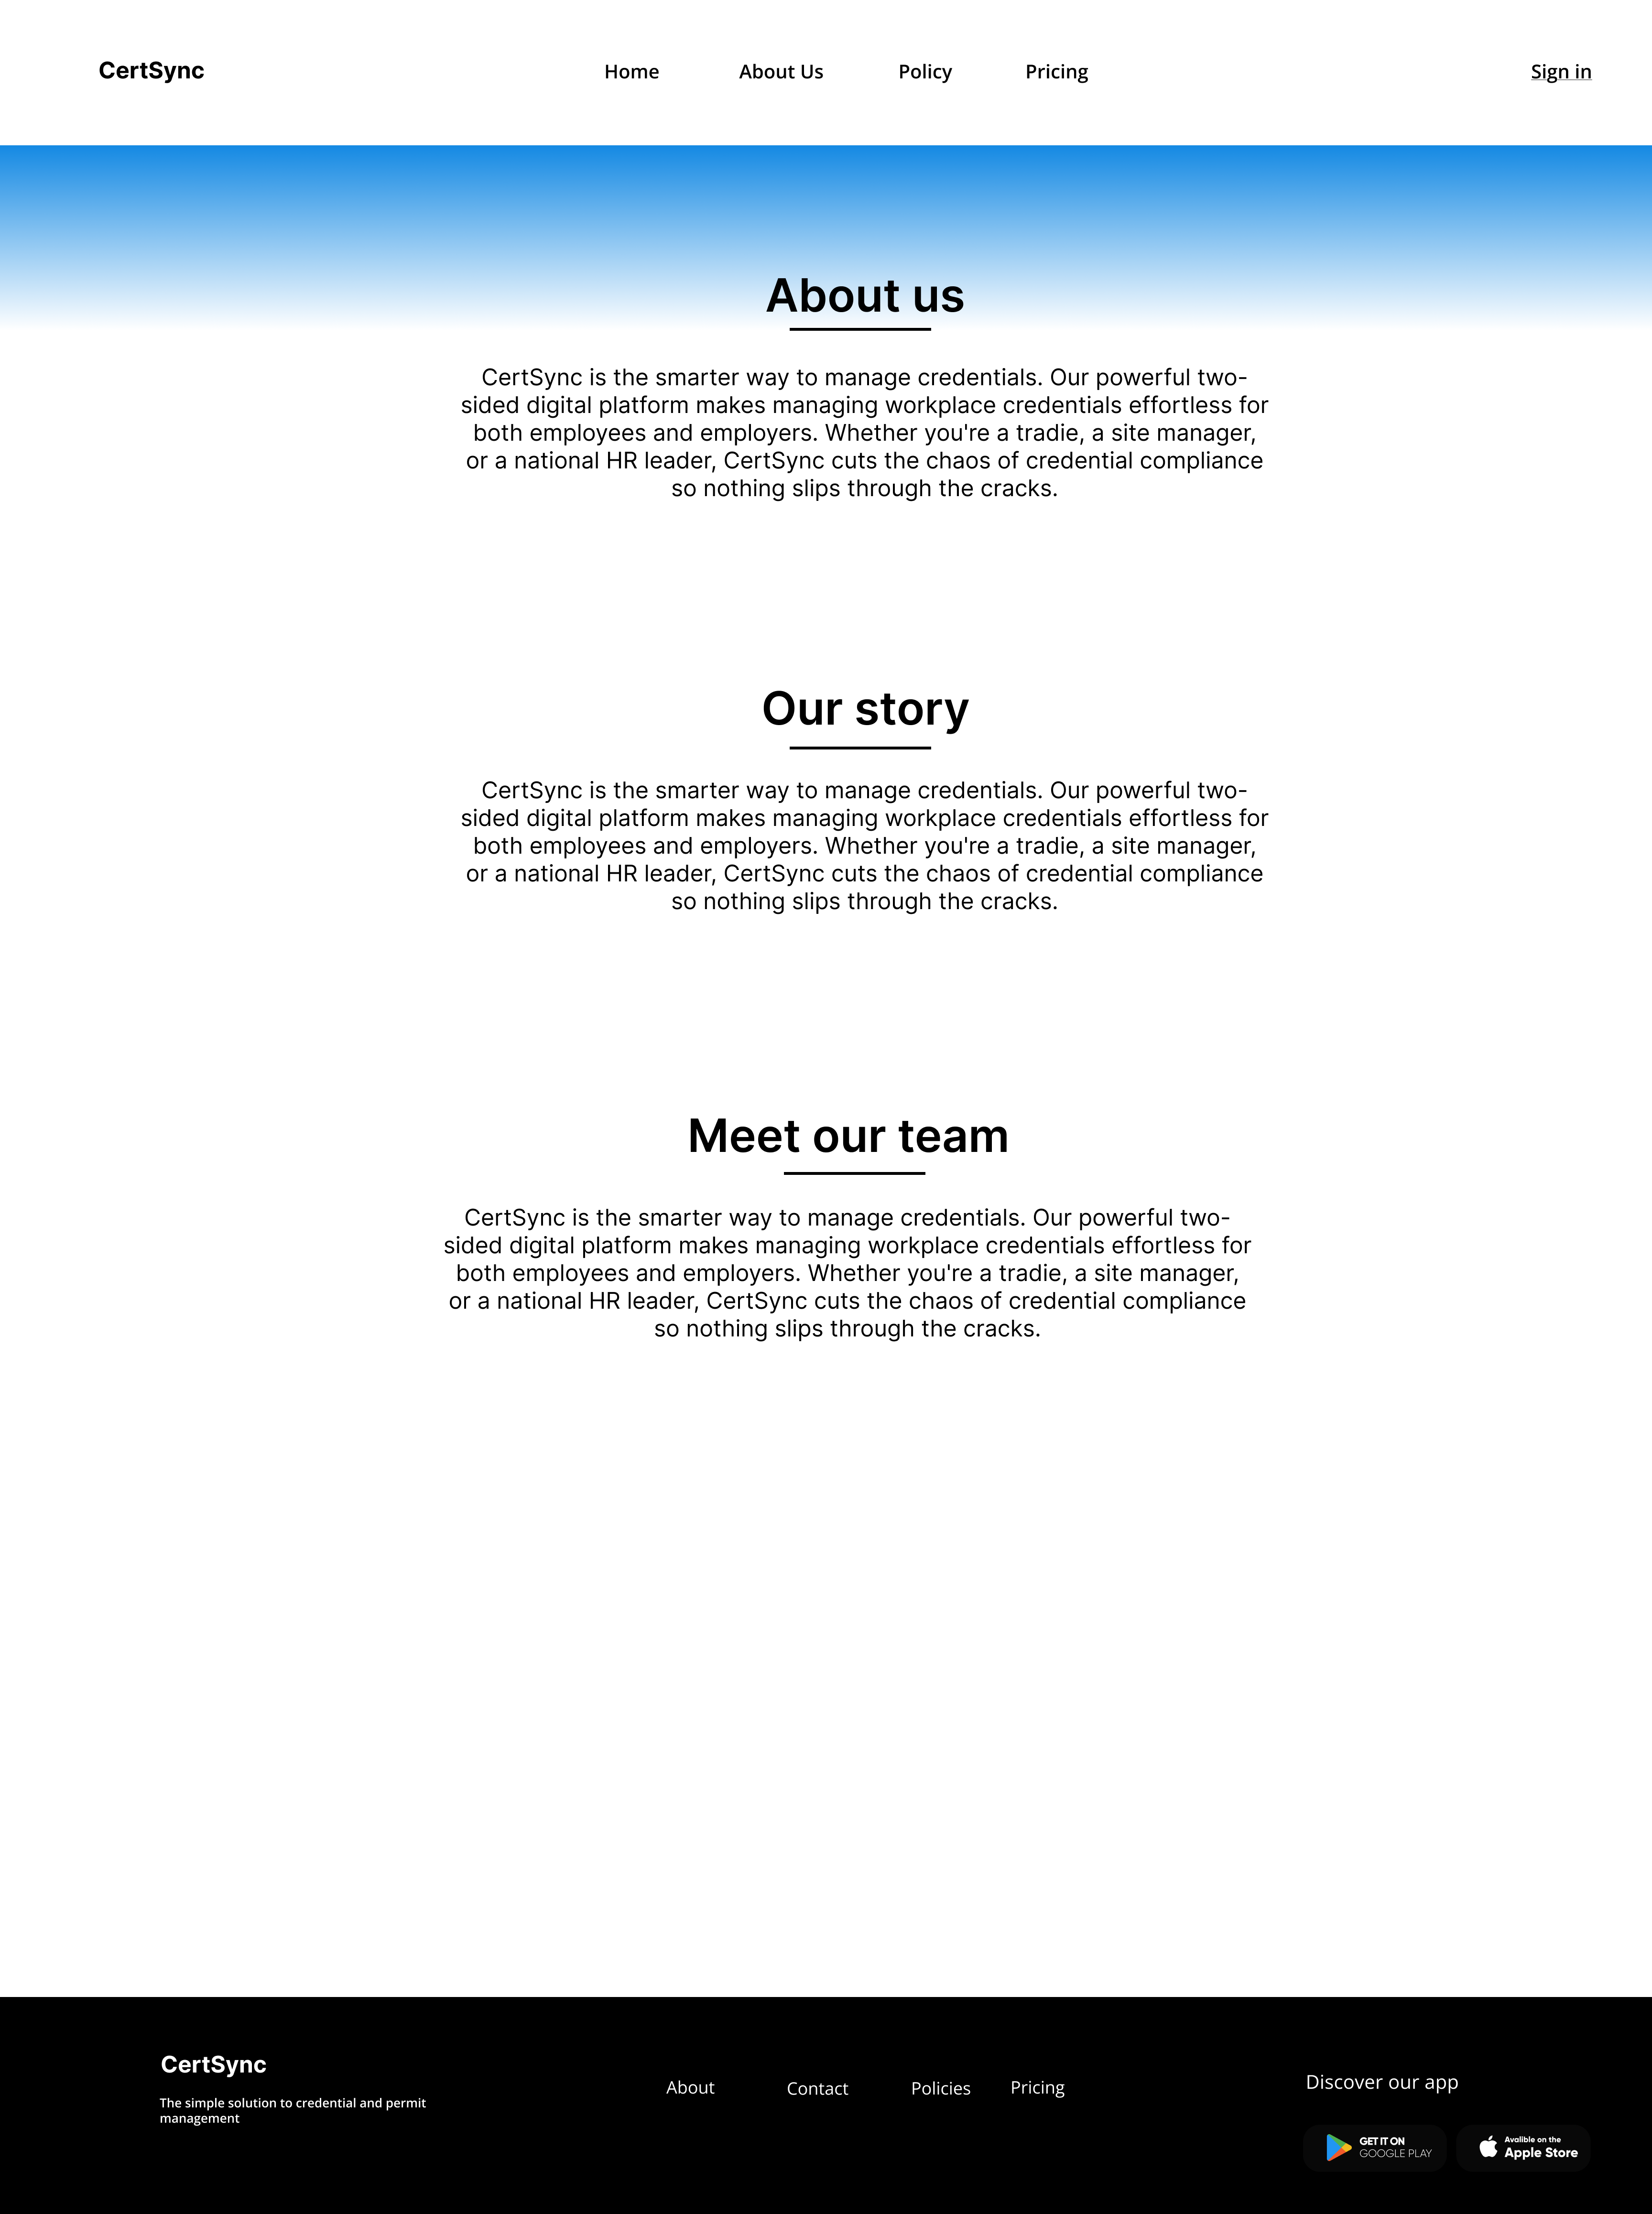 CertSync
Home
About Us
Policy
Pricing
Sign in
About us
CertSync is the smarter way to manage credentials. Our powerful two-
sided digital platform makes managing workplace credentials effortless for
both employees and employers. Whether you're a tradie, a site manager,
or a national HR leader, CertSync cuts the chaos of credential compliance
so nothing slips through the cracks.
Our story
CertSync is the smarter way to manage credentials. Our powerful two-
sided digital platform makes managing workplace credentials effortless for
both employees and employers. Whether you're a tradie, a site manager,
or a national HR leader, CertSync cuts the chaos of credential compliance
so nothing slips through the cracks.
Meet our team
CertSync is the smarter way to manage credentials. Our powerful two-
sided digital platform makes managing workplace credentials effortless for
both employees and employers. Whether you're a tradie, a site manager,
or a national HR leader, CertSync cuts the chaos of credential compliance
so nothing slips through the cracks.
CertSync
The simple solution to credential and permit
management
About
Contact
Policies
Pricing
Discover our app
GET IT ON
GOOGLE PLAY
Avalible on the
Apple Store